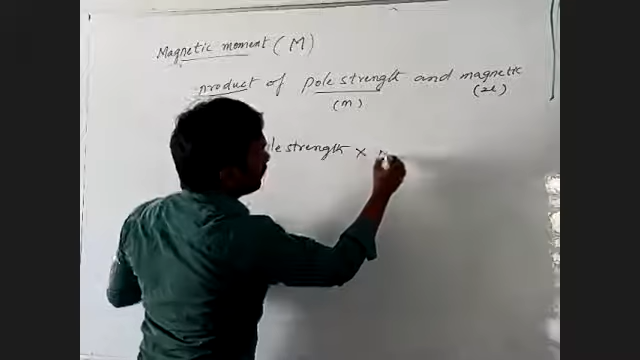 Magnetic moment (M)
product of pole strength and magnetic
(m) (2l)
le strength ×